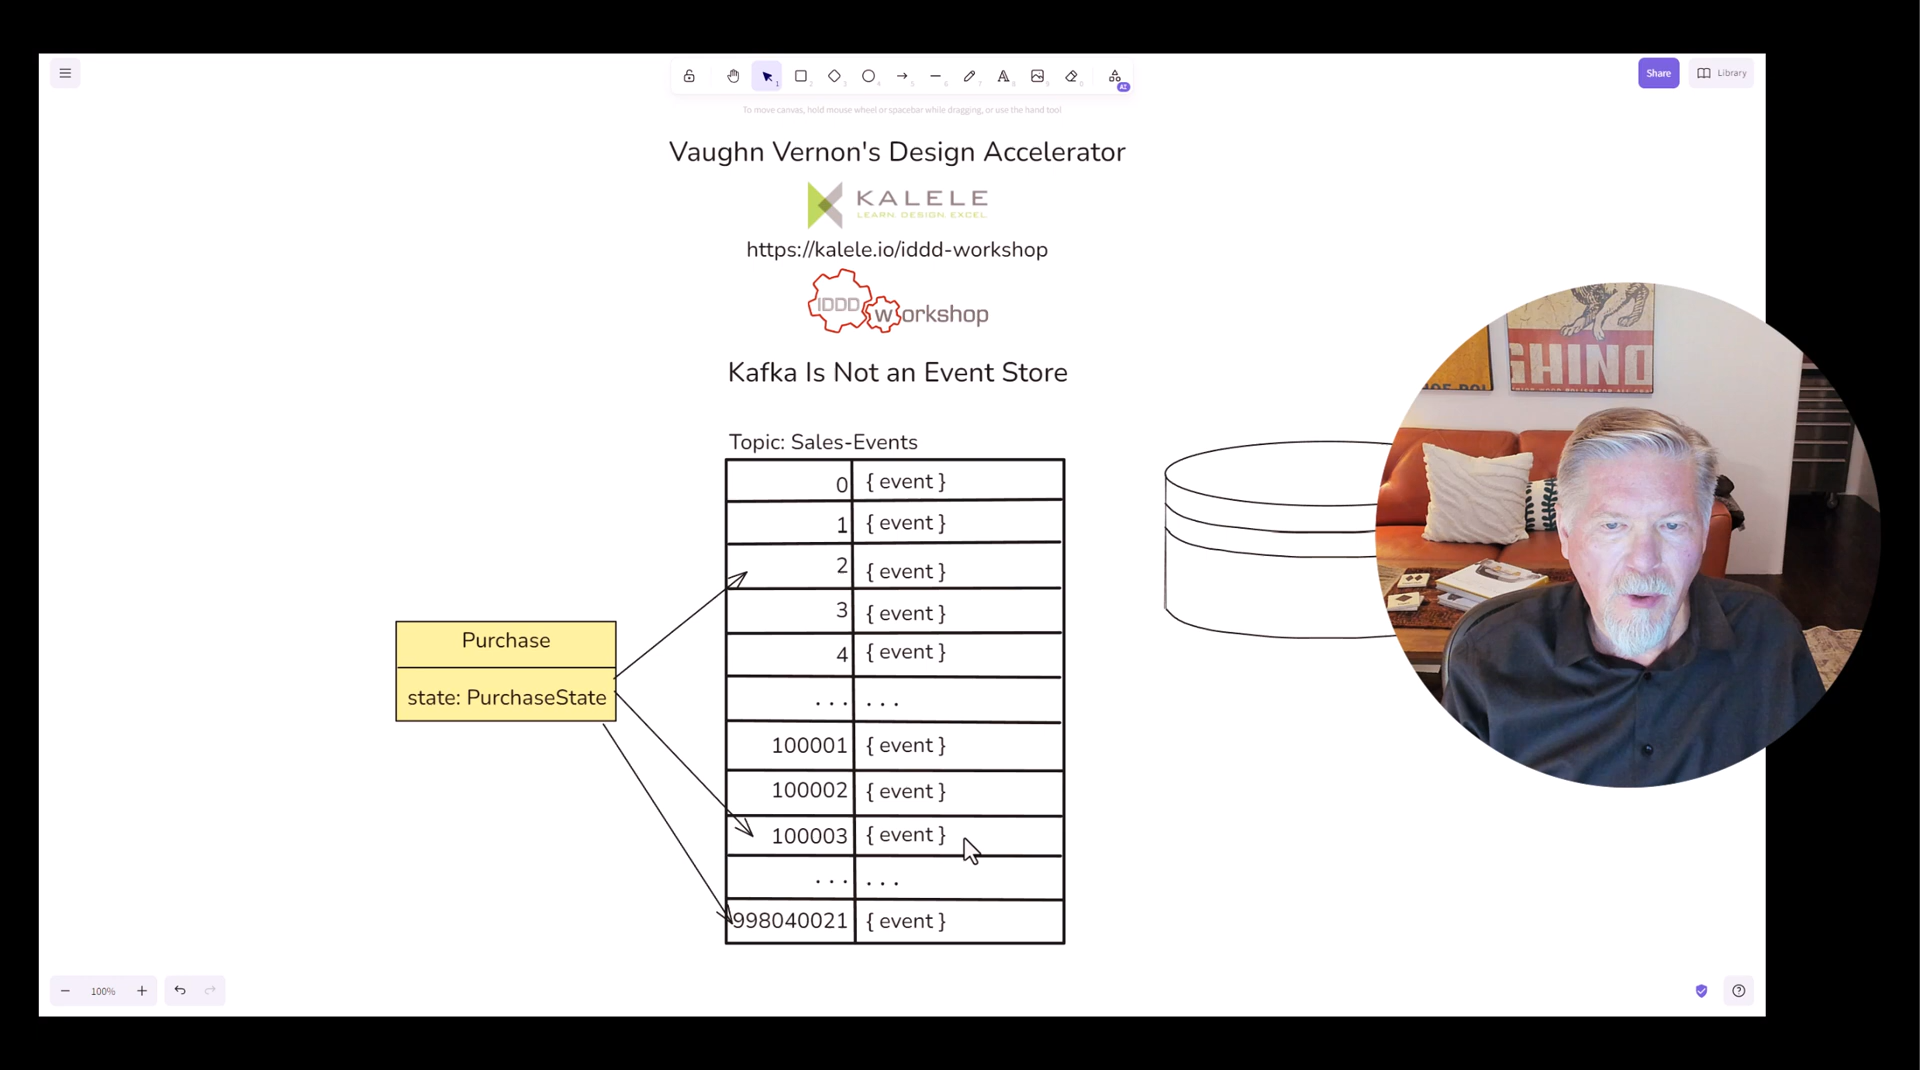 Share
Library
To move canvas, hold mouse wheel or spacebar while dragging, or use the hand tool
Vaughn Vernon's Design Accelerator
KALELE
LEARN. DESIGN. EXCEL
https://kalele.io/iddd-workshop
IDDD Workshop
Kafka Is Not an Event Store
Topic: Sales-Events
0 { event }
1 { event }
2 { event }
3 { event }
4 { event }
... ...
100001 { event }
100002 { event }
100003 { event }
... ...
998040021 { event }
Purchase
state: PurchaseState
GHINO
100%
AI